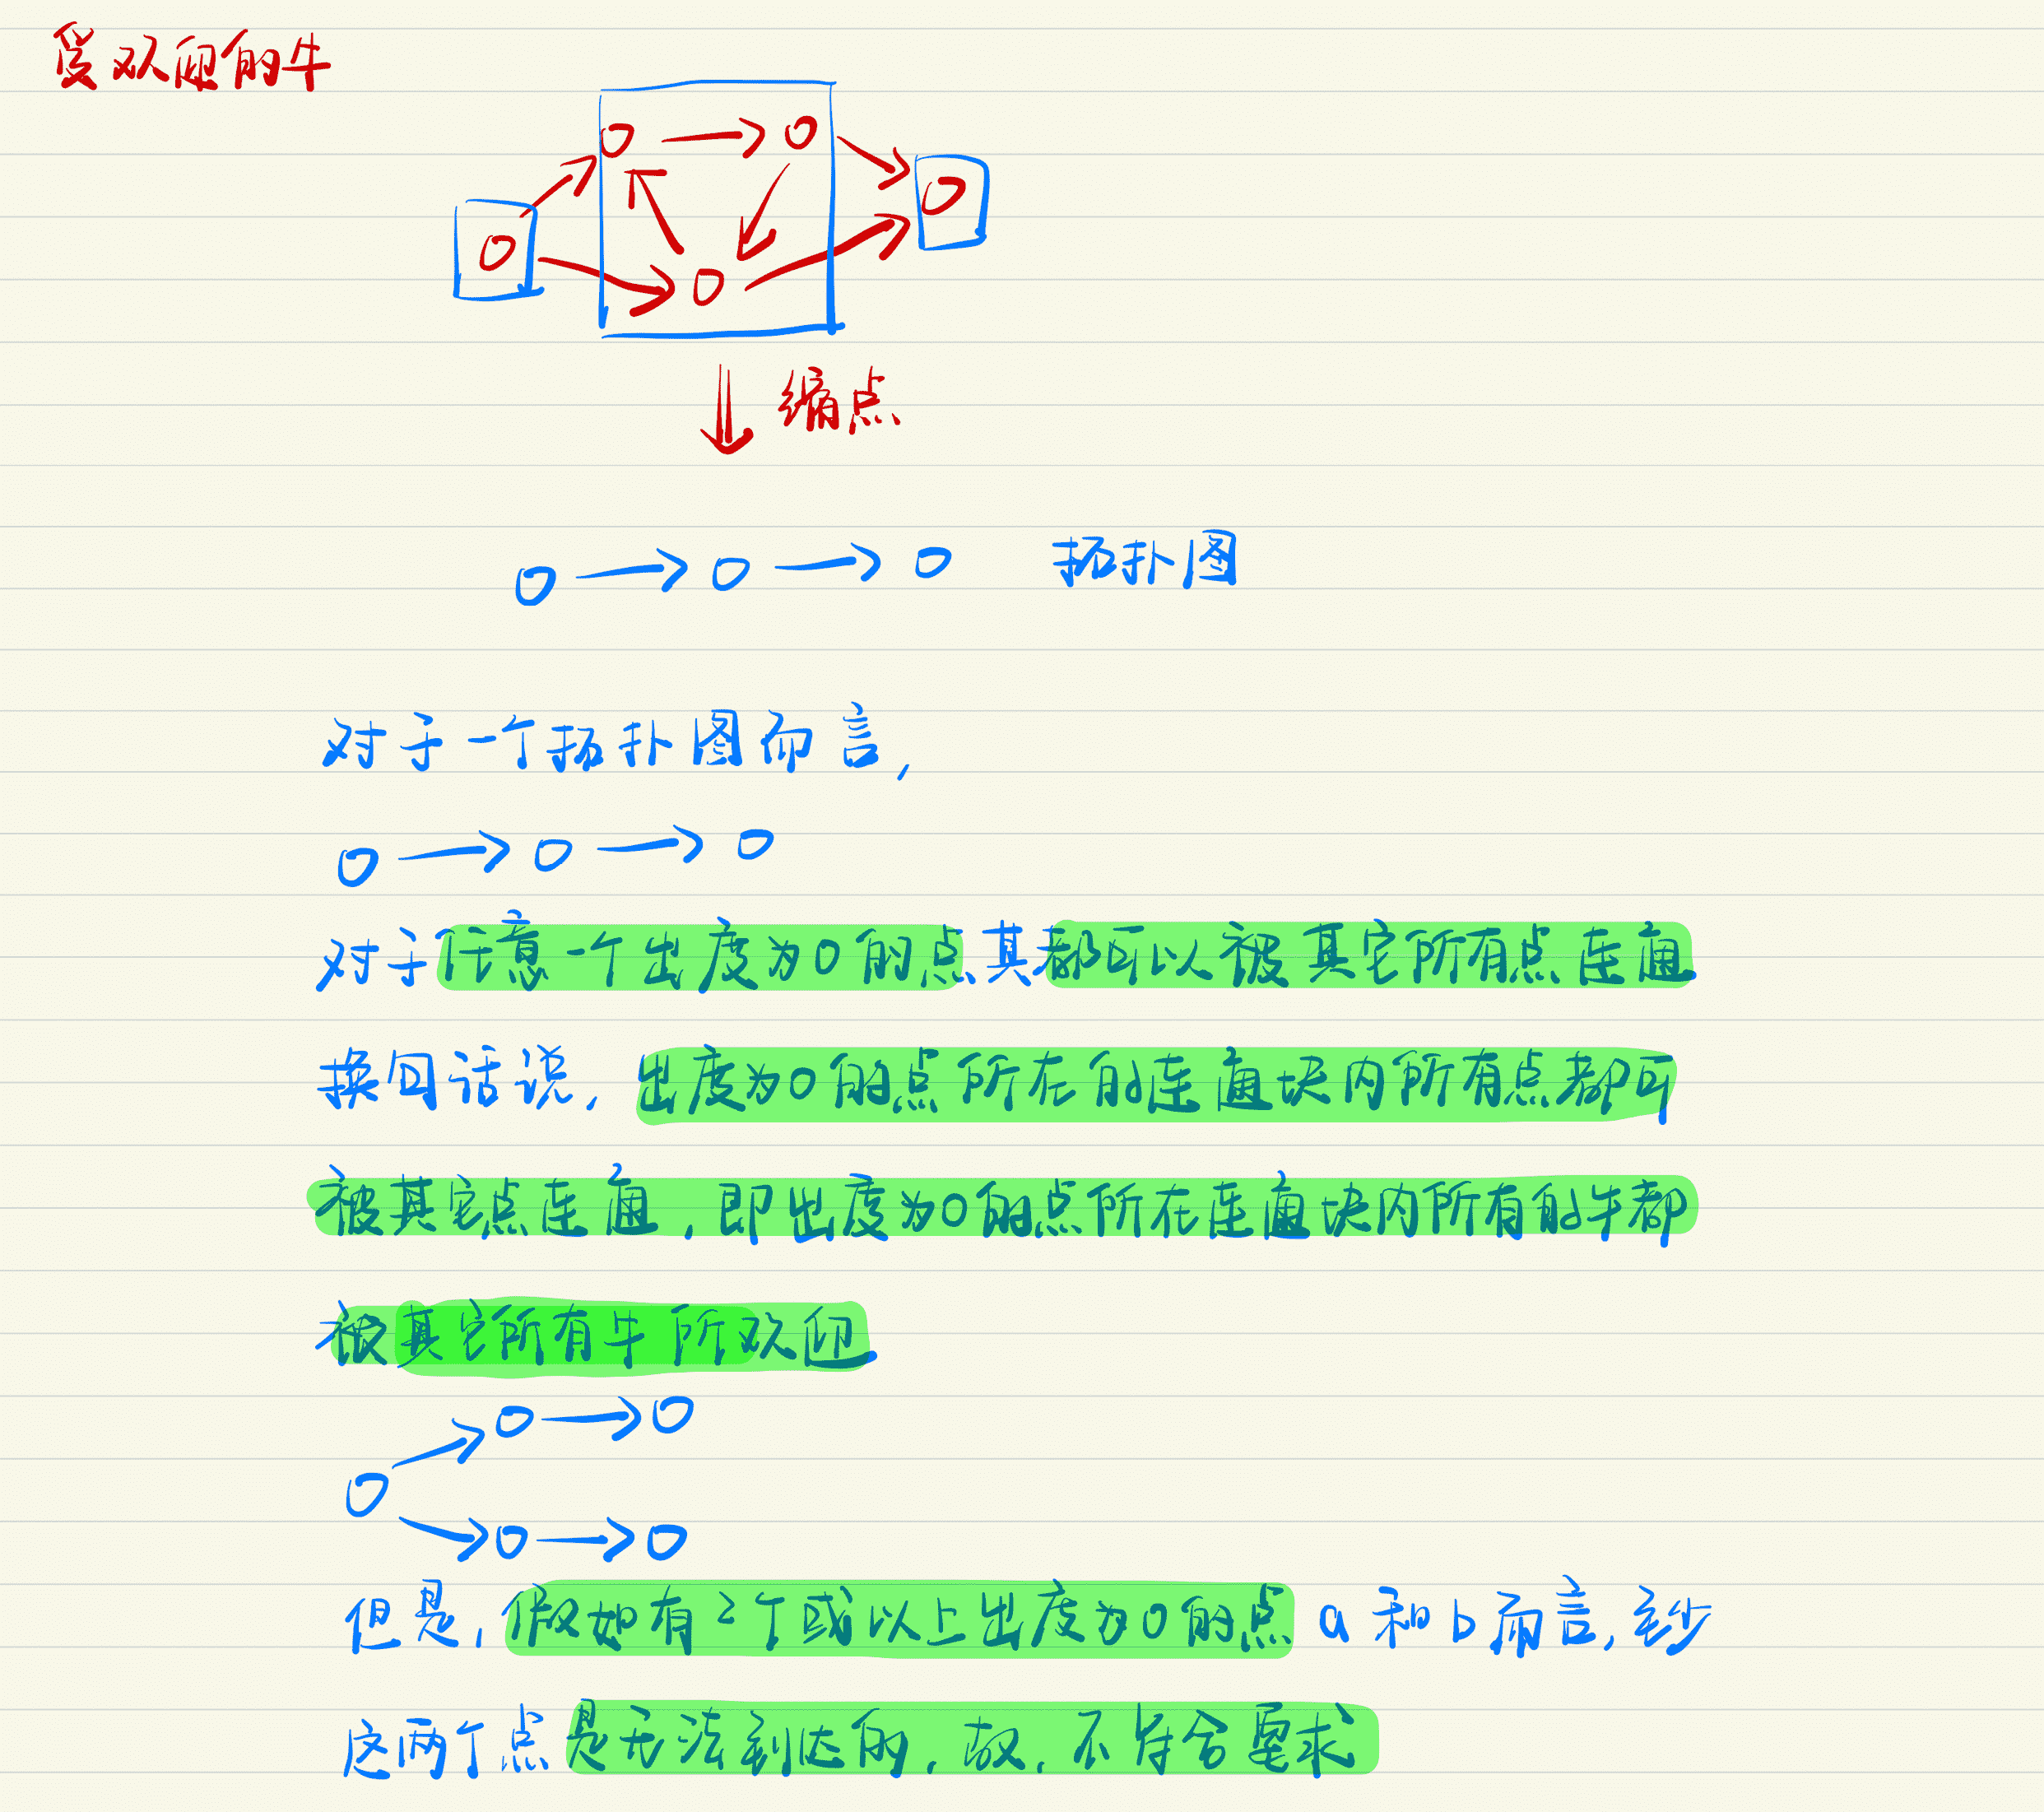 受欢迎的牛
缩点
拓扑图
对于一个拓扑图而言,
对于任意一个出度为0的点其都可以被其它所有点连通
换句话说,出度为0的点所在的连通块内所有点都可
被其它点连通,即出度为0的点所在连通块内所有的牛都
被其它所有牛所欢迎
但是,假如有2个或以上出度为0的点a和b而言,至少
这两个点是无法到达的,故,不符合要求